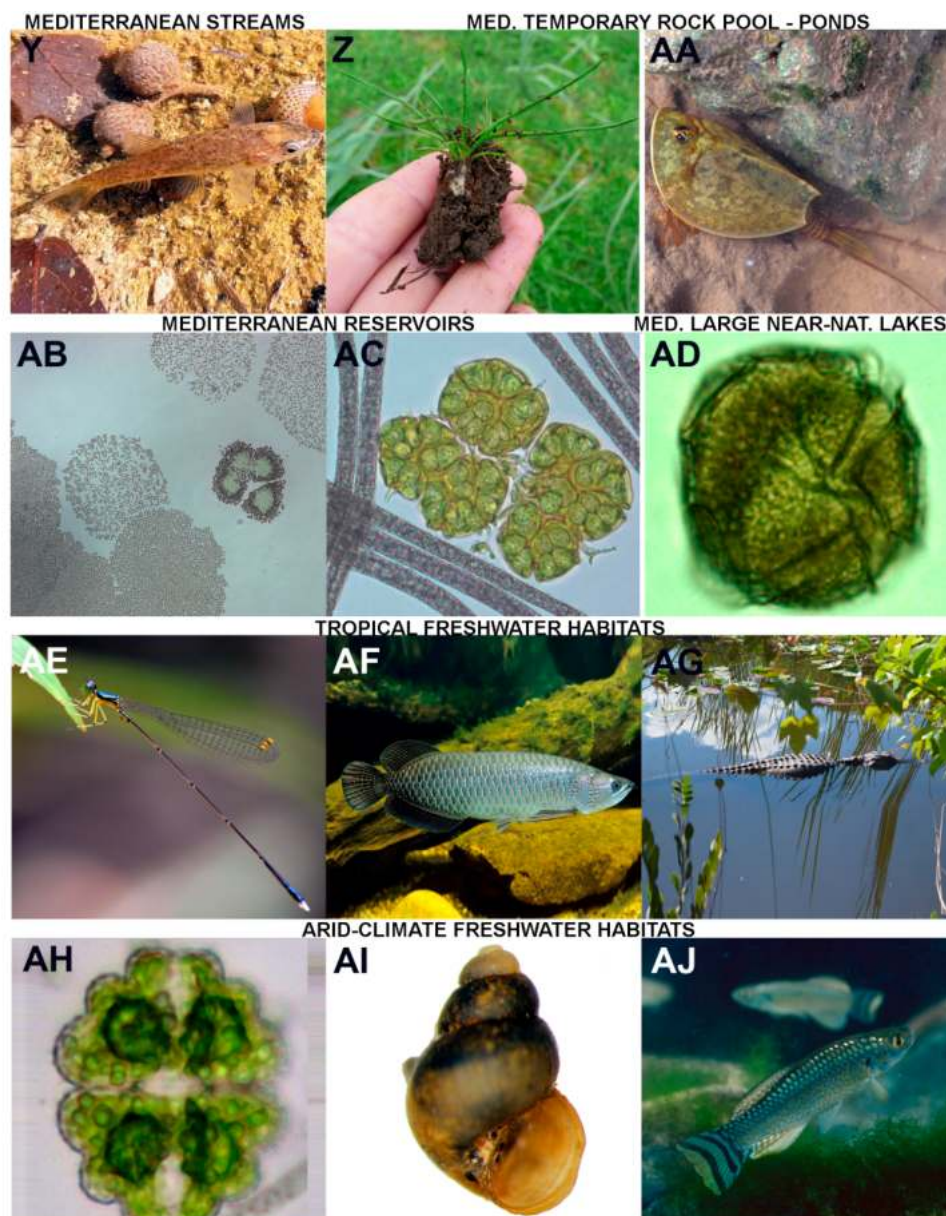 MEDITERRANEAN STREAMS
MED. TEMPORARY ROCK POOL - PONDS
Y
Z
AA
MEDITERRANEAN RESERVOIRS
MED. LARGE NEAR-NAT. LAKES
AB
AC
AD
TROPICAL FRESHWATER HABITATS
AE
AF
AG
ARID-CLIMATE FRESHWATER HABITATS
AH
AI
AJ